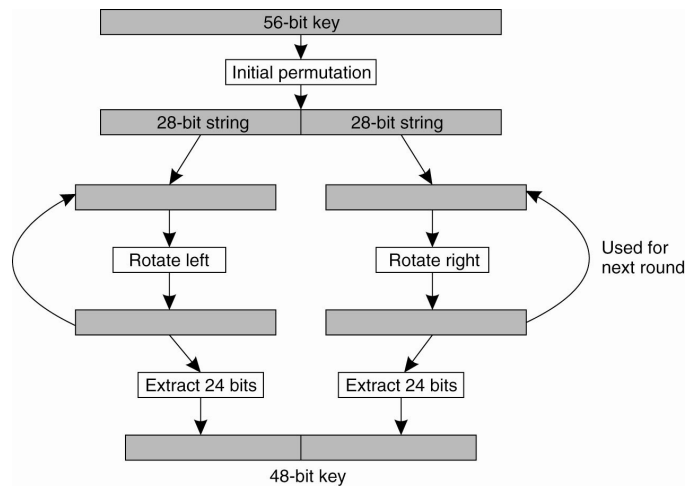 56-bit key
Initial permutation
28-bit string
28-bit string
Rotate left
Rotate right
Used for
next round
Extract 24 bits
Extract 24 bits
48-bit key